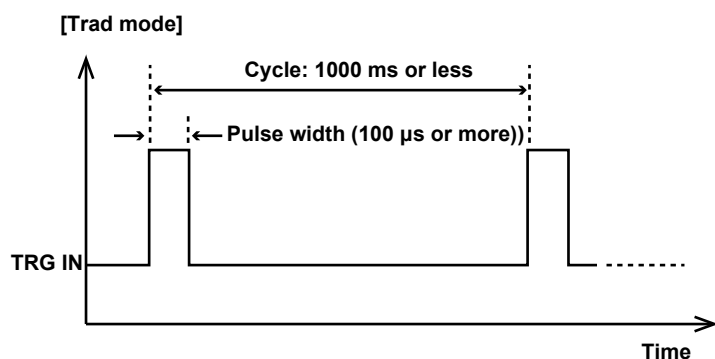 [Trad mode]
Cycle: 1000 ms or less
Pulse width (100 µs or more))
TRG IN
Time